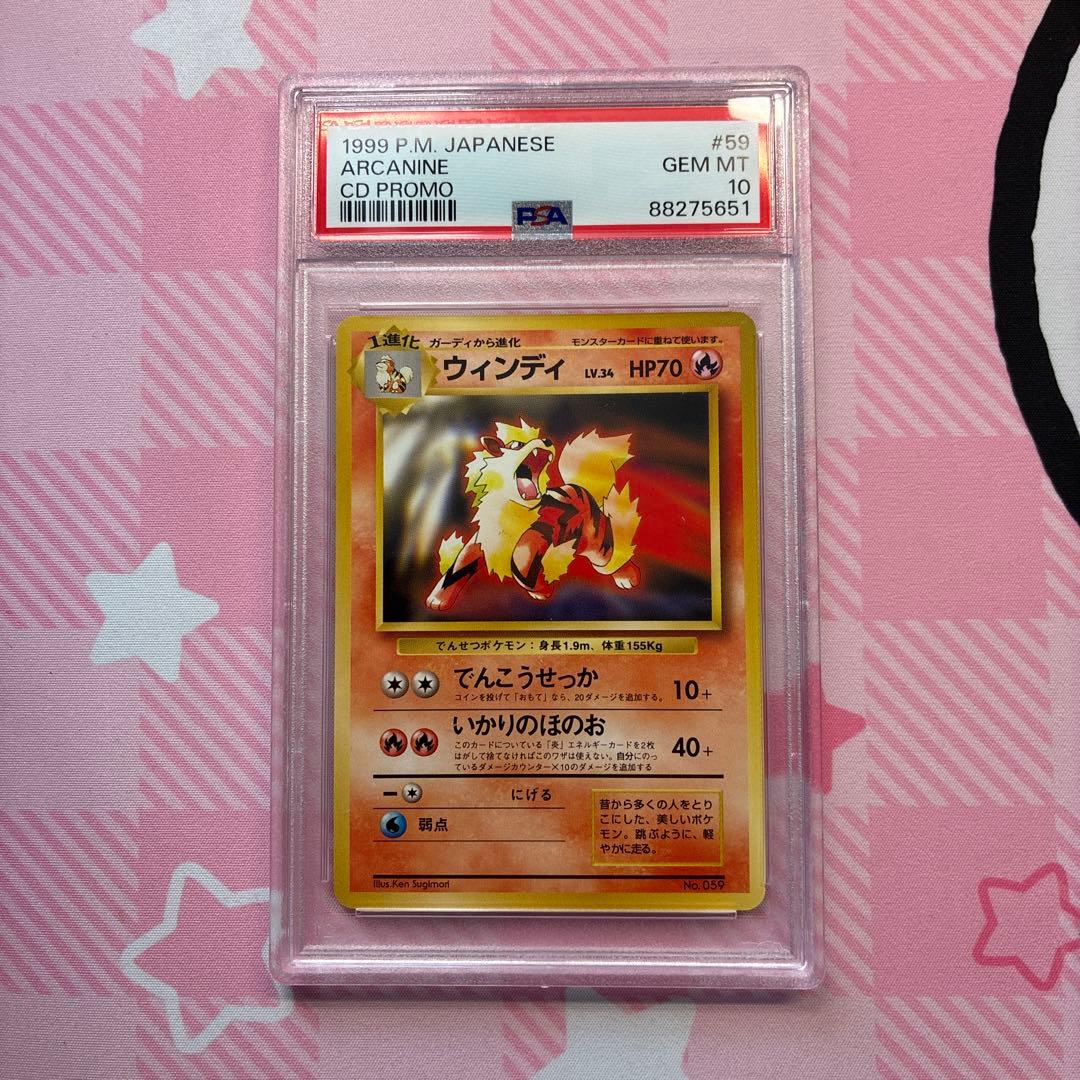 1999 P.M. JAPANESE #59
ARCANINE GEM MT
CD PROMO 10
PSA 88275651
1進化 ガーディから進化 モンスターカードに重ねて使います。
ウィンディ LV.34 HP70
でんせつポケモン：身長1.9m、体重155Kg
でんこうせっか 10+
コインを投げて「おもて」なら、20ダメージを追加する。
いかりのほのお 40+
このカードについている「炎」エネルギーカードを2枚
はがして捨てなければこのワザは使えない。自分にのっ
ているダメージカウンター×10のダメージを追加する
にげる
弱点
昔から多くの人をとり
こにした、美しいポケ
モン。跳ぶように、軽
やかに走る。
Illus.Ken Sugimori No.059